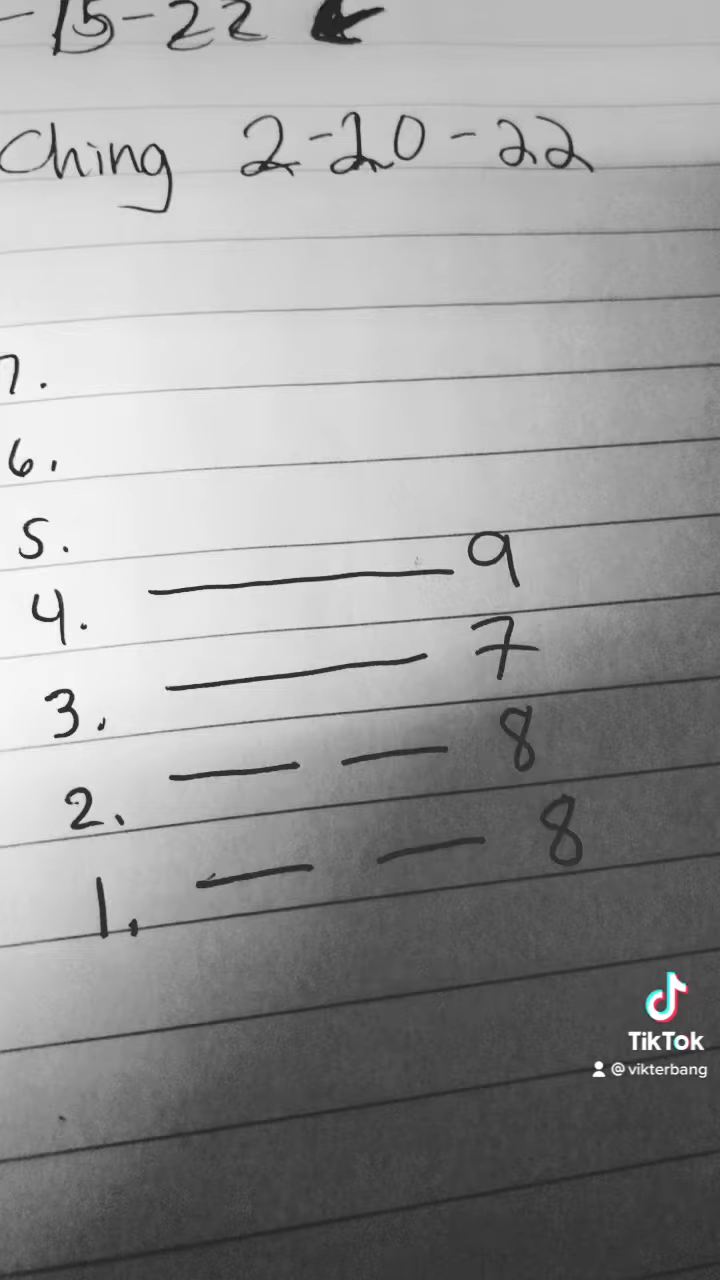 -15-22
Ching 2-20-22
7.
6.
5.
4. 9
3. 7
2. 8
1. 8
TikTok
@vikterbang